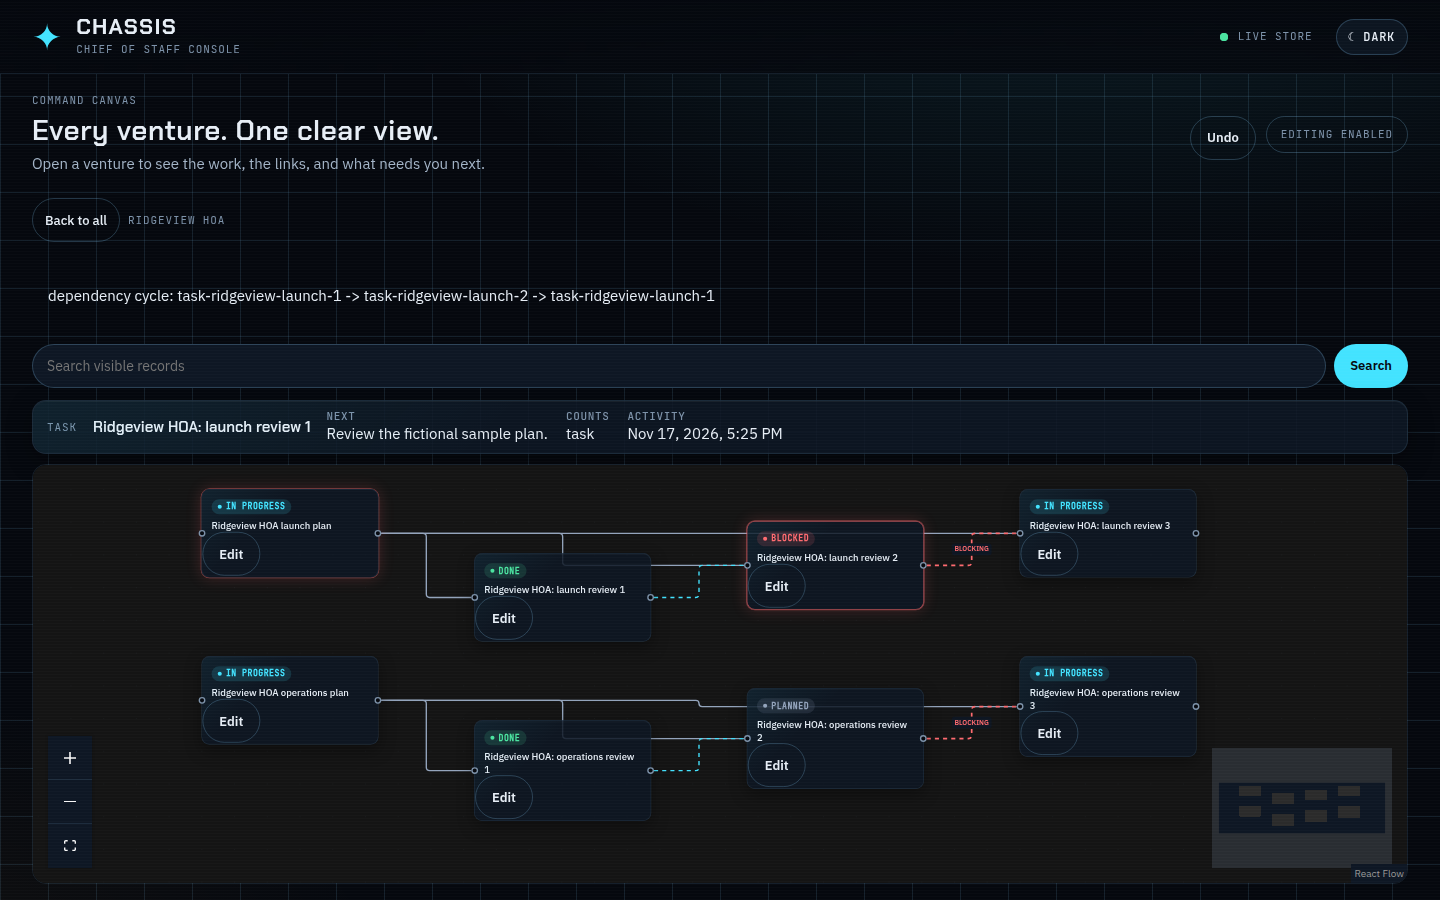 CHASSIS
CHIEF OF STAFF CONSOLE
LIVE STORE
☾ DARK
COMMAND CANVAS
Every venture. One clear view.
Open a venture to see the work, the links, and what needs you next.
Undo
EDITING ENABLED
Back to all
RIDGEVIEW HOA
dependency cycle: task-ridgeview-launch-1 -> task-ridgeview-launch-2 -> task-ridgeview-launch-1
Search visible records
Search
TASK
Ridgeview HOA: launch review 1
NEXT
Review the fictional sample plan.
COUNTS
task
ACTIVITY
Nov 17, 2026, 5:25 PM
IN PROGRESS
Ridgeview HOA launch plan
Edit
DONE
Ridgeview HOA: launch review 1
Edit
BLOCKED
Ridgeview HOA: launch review 2
Edit
BLOCKING
IN PROGRESS
Ridgeview HOA: launch review 3
Edit
IN PROGRESS
Ridgeview HOA operations plan
Edit
DONE
Ridgeview HOA: operations review
1
Edit
PLANNED
Ridgeview HOA: operations review
2
Edit
BLOCKING
IN PROGRESS
Ridgeview HOA: operations review
3
Edit
React Flow